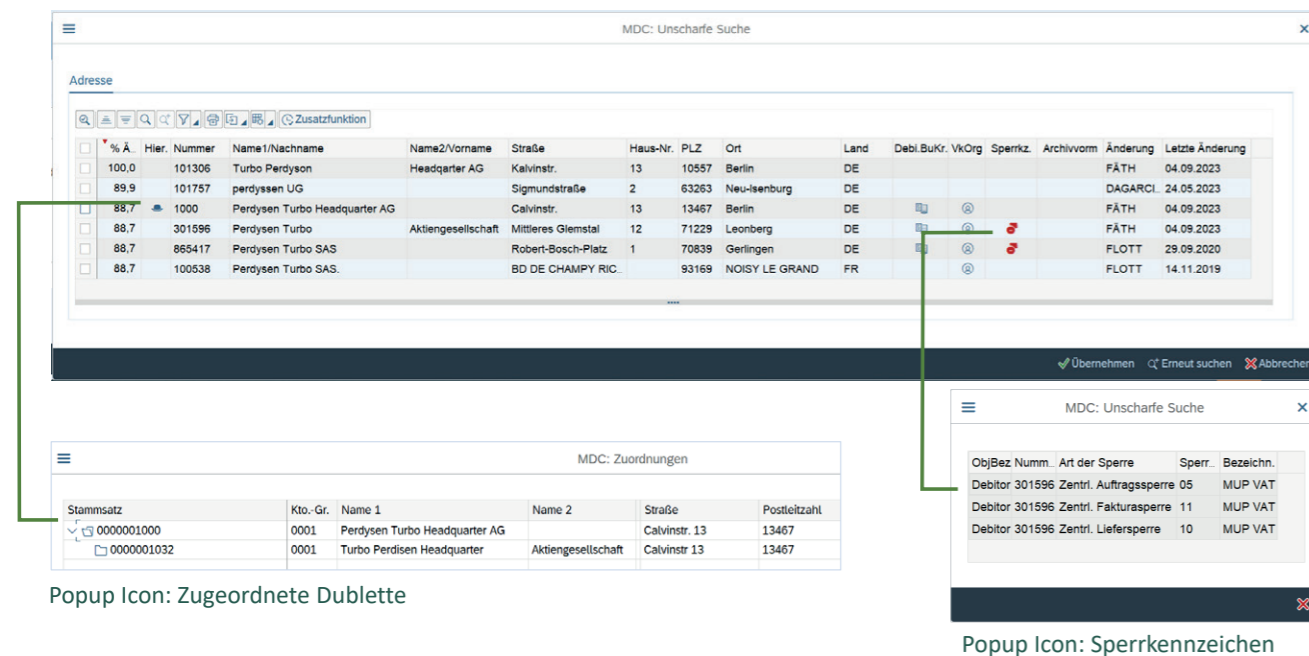 MDC: Unscharfe Suche
Adresse
Zusatzfunktion
% Ä.. Hier. Nummer Name1/Nachname Name2/Vorname Straße Haus-Nr. PLZ Ort Land Debi.BuKr. VkOrg Sperrkz. Archivvorm Änderung Letzte Änderung
100,0 101306 Turbo Perdyson Headqarter AG Kalvinstr. 13 10557 Berlin DE FÄTH 04.09.2023
89,9 101757 perdyssen UG Sigmundstraße 2 63263 Neu-Isenburg DE DAGARCI.. 24.05.2023
88,7 1000 Perdysen Turbo Headquarter AG Calvinstr. 13 13467 Berlin DE FÄTH 04.09.2023
88,7 301596 Perdysen Turbo Aktiengesellschaft Mittleres Glemstal 12 71229 Leonberg DE FÄTH 04.09.2023
88,7 865417 Perdysen Turbo SAS Robert-Bosch-Platz 1 70839 Gerlingen DE FLOTT 29.09.2020
88,7 100538 Perdysen Turbo SAS. BD DE CHAMPY RIC.. 93169 NOISY LE GRAND FR FLOTT 14.11.2019
Übernehmen Erneut suchen Abbrechen
MDC: Zuordnungen
Stammsatz Kto.-Gr. Name 1 Name 2 Straße Postleitzahl
0000001000 0001 Perdysen Turbo Headquarter AG Calvinstr. 13 13467
0000001032 0001 Turbo Perdisen Headquarter Aktiengesellschaft Calvinstr 13 13467
Popup Icon: Zugeordnete Dublette
MDC: Unscharfe Suche
ObjBez Numm.. Art der Sperre Sperr.. Bezeichn.
Debitor 301596 Zentrl. Auftragssperre 05 MUP VAT
Debitor 301596 Zentrl. Fakturasperre 11 MUP VAT
Debitor 301596 Zentrl. Liefersperre 10 MUP VAT
Popup Icon: Sperrkennzeichen